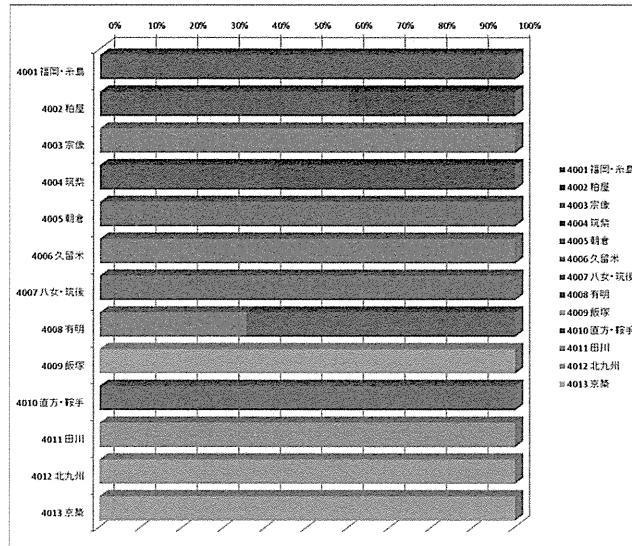 0% 10% 20% 30% 40% 50% 60% 70% 80% 90% 100%
4001 福岡・糸島
4002 粕屋
4003 宗像
4004 筑紫
4005 朝倉
4006 久留米
4007 八女・筑後
4008 有明
4009 飯塚
4010 直方・鞍手
4011 田川
4012 北九州
4013 京築
4001 福岡・糸島
4002 粕屋
4003 宗像
4004 筑紫
4005 朝倉
4006 久留米
4007 八女・筑後
4008 有明
4009 飯塚
4010 直方・鞍手
4011 田川
4012 北九州
4013 京築